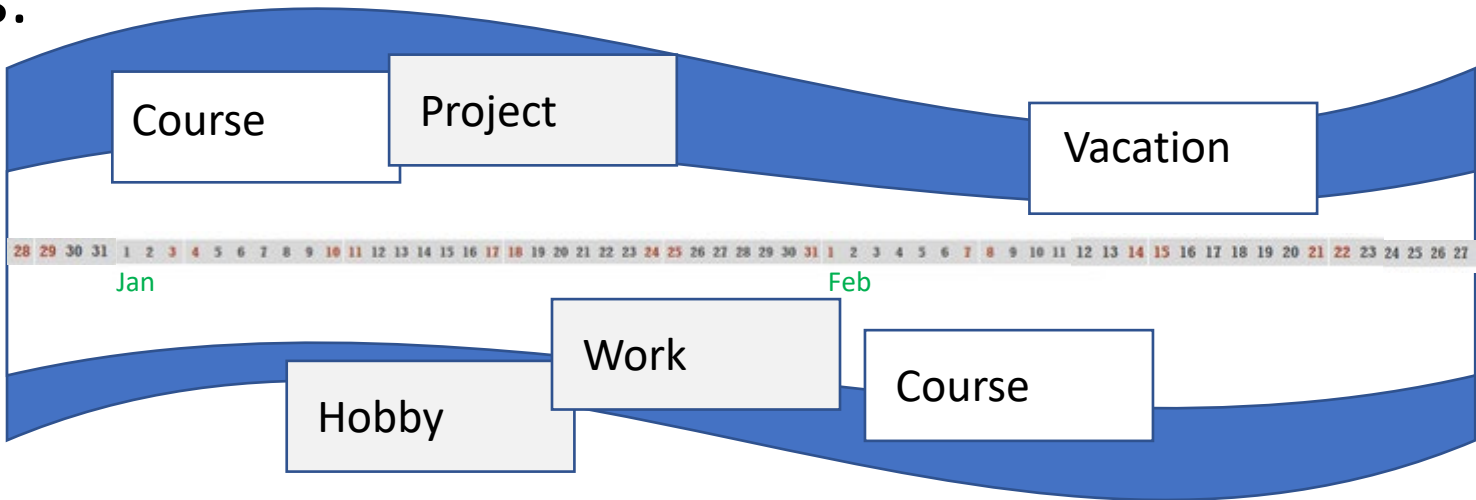 Course
Project
Vacation
28 29 30 31 1 2 3 4 5 6 7 8 9 10 11 12 13 14 15 16 17 18 19 20 21 22 23 24 25 26 27 28 29 30 31 1 2 3 4 5 6 7 8 9 10 11 12 13 14 15 16 17 18 19 20 21 22 23 24 25 26 27
Jan Feb
Work
Course
Hobby